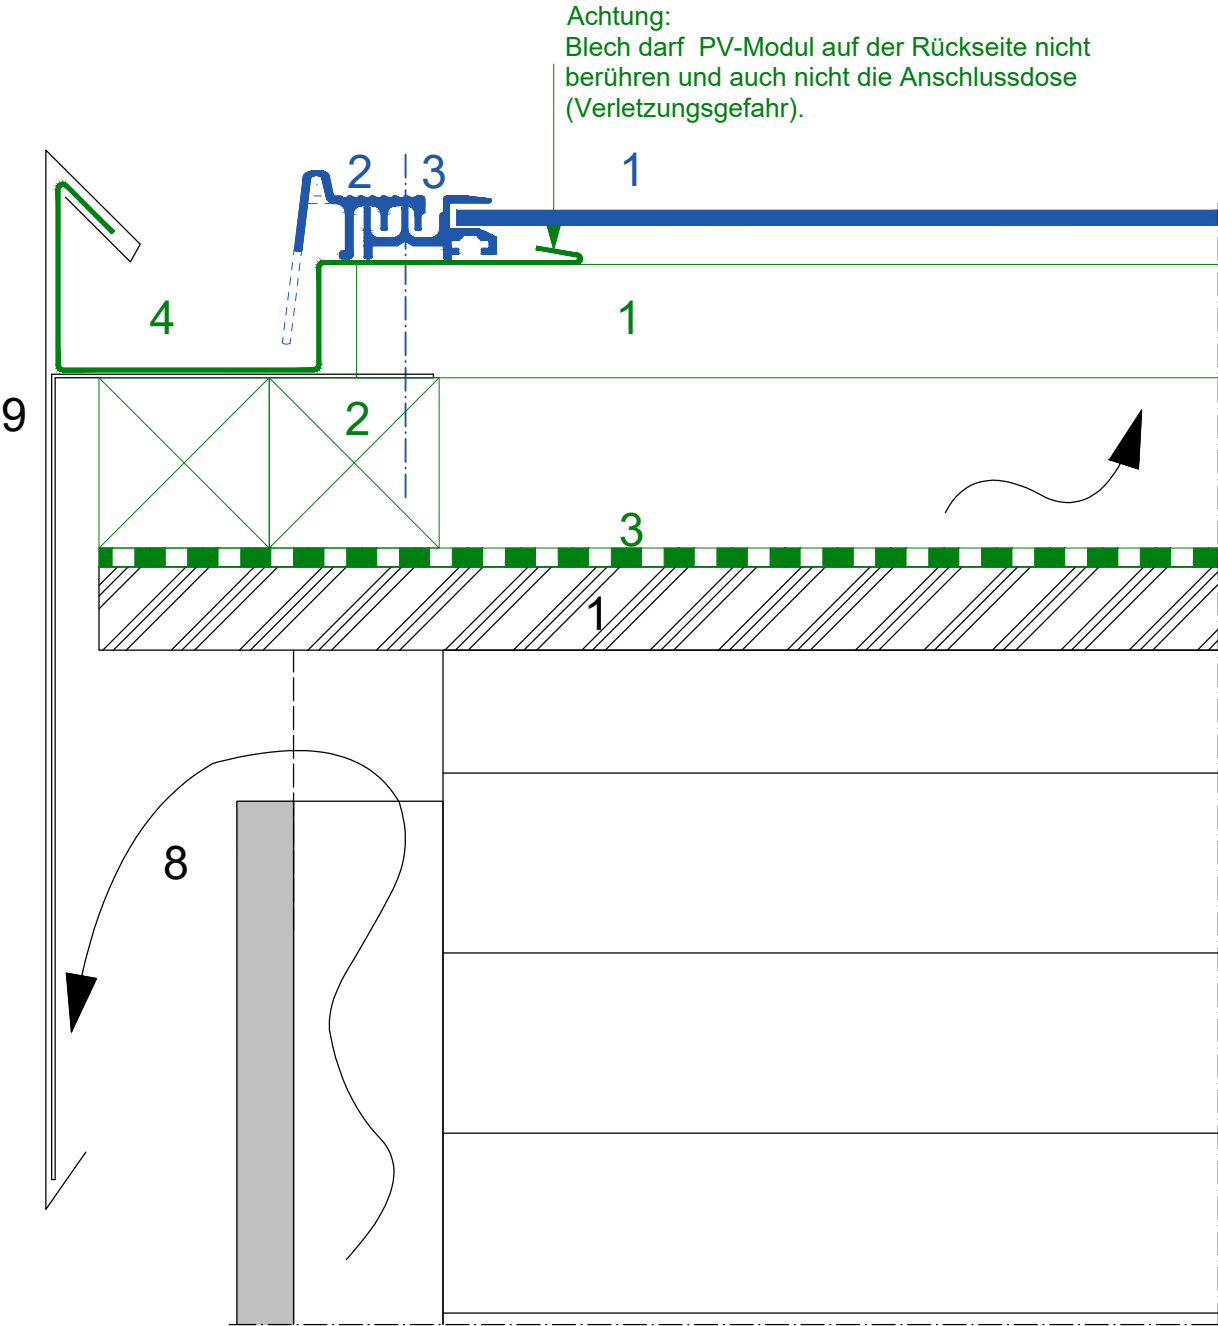 Achtung:
Blech darf  PV-Modul auf der Rückseite nicht
berühren und auch nicht die Anschlussdose
(Verletzungsgefahr).
2 3 1
4 1
9 2
3
1
8